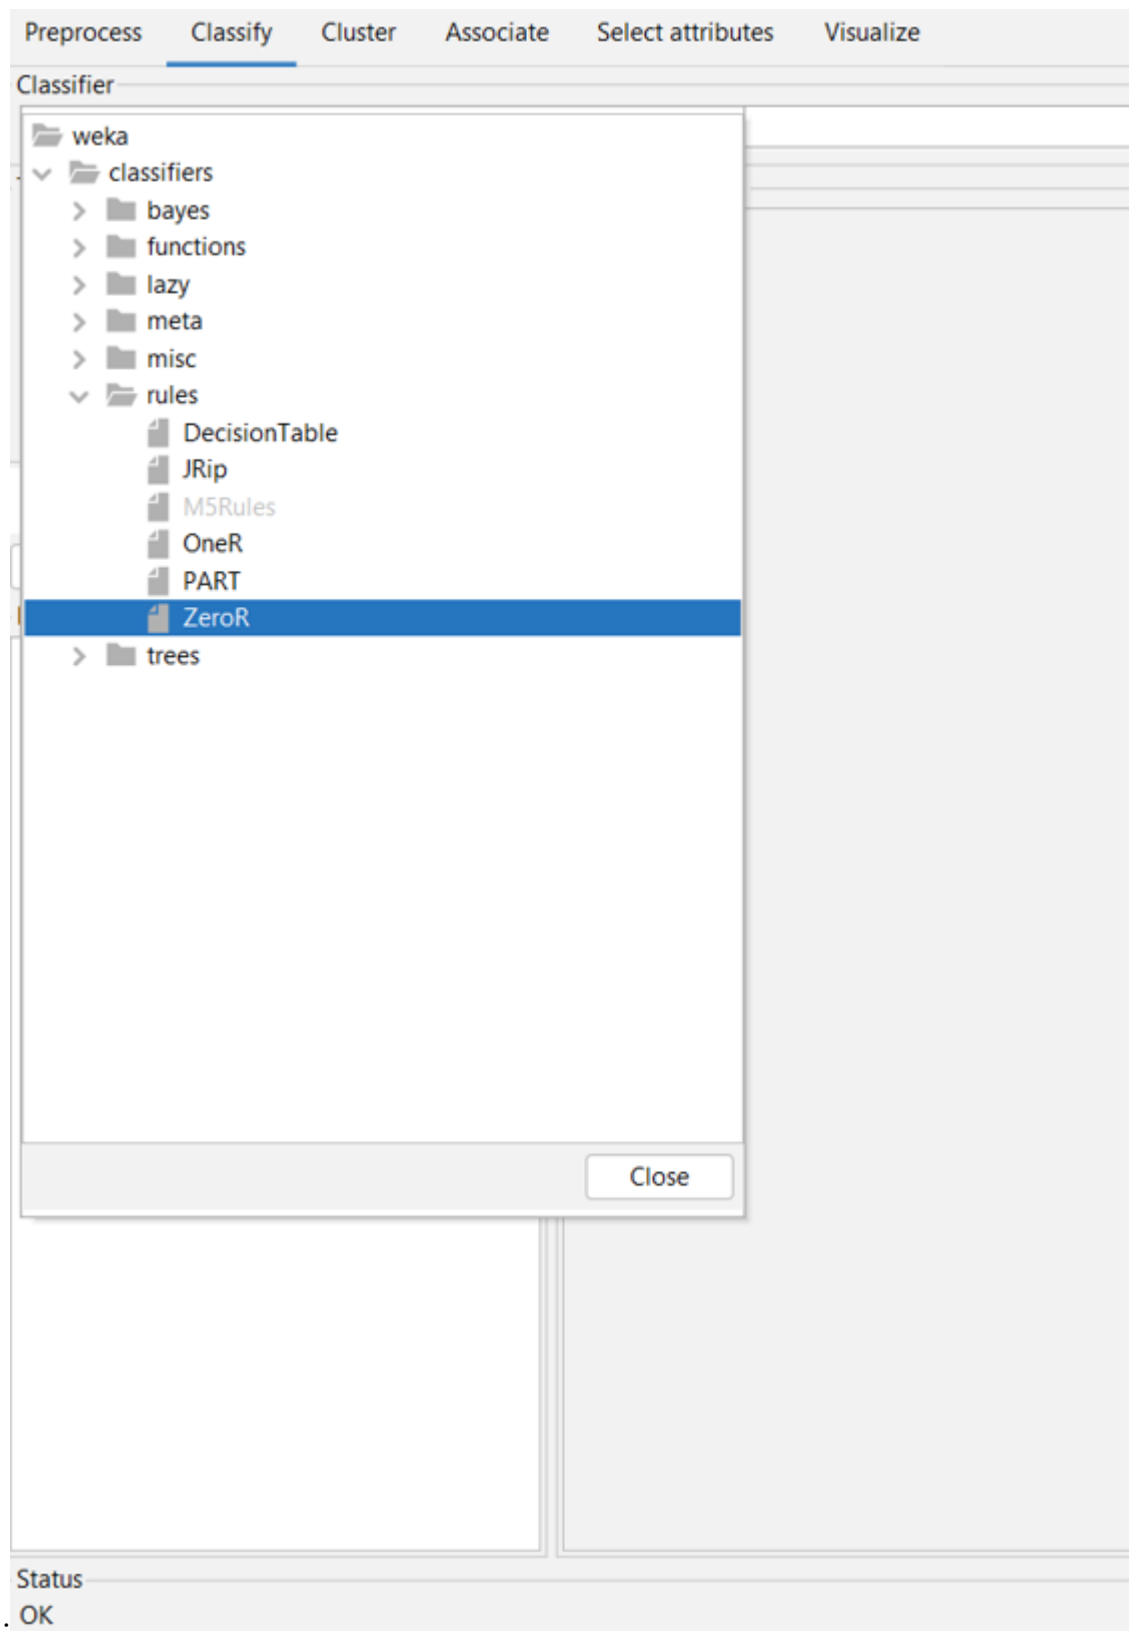 Preprocess Classify Cluster Associate Select attributes Visualize
Classifier
weka
classifiers
bayes
functions
lazy
meta
misc
rules
DecisionTable
JRip
M5Rules
OneR
PART
ZeroR
trees
Close
Status
. OK